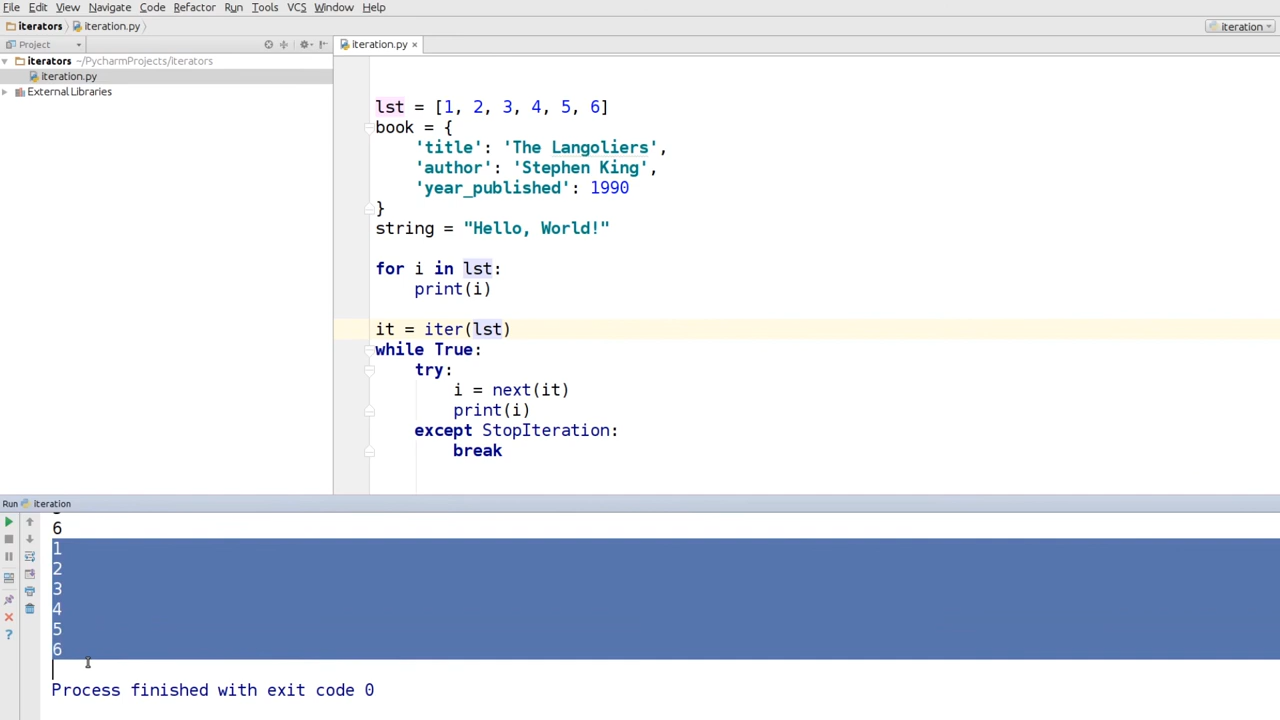 File Edit View Navigate Code Refactor Run Tools VCS Window Help
iterators iteration.py iteration
Project iteration.py
iterators ~/PycharmProjects/iterators
iteration.py
External Libraries
lst = [1, 2, 3, 4, 5, 6]
book = {
'title': 'The Langoliers',
'author': 'Stephen King',
'year_published': 1990
}
string = "Hello, World!"
for i in lst:
print(i)
it = iter(lst)
while True:
try:
i = next(it)
print(i)
except StopIteration:
break
Run iteration
6
1
2
3
4
5
6
Process finished with exit code 0